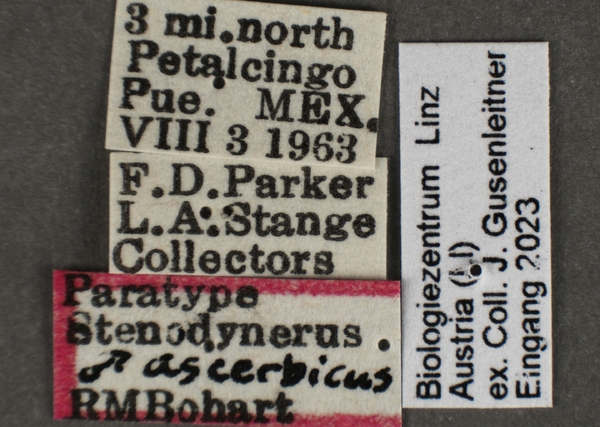 3 mi.north
Petalcingo
Pue. MEX.
VIII 3 1963
F.D.Parker
L.A.Stange
Collectors
Paratype
Stenodynerus .
♂ ascerbicus
RMBohart
Biologiezentrum Linz
Austria (LI)
ex. Coll. J. Gusenleitner
Eingang 2023